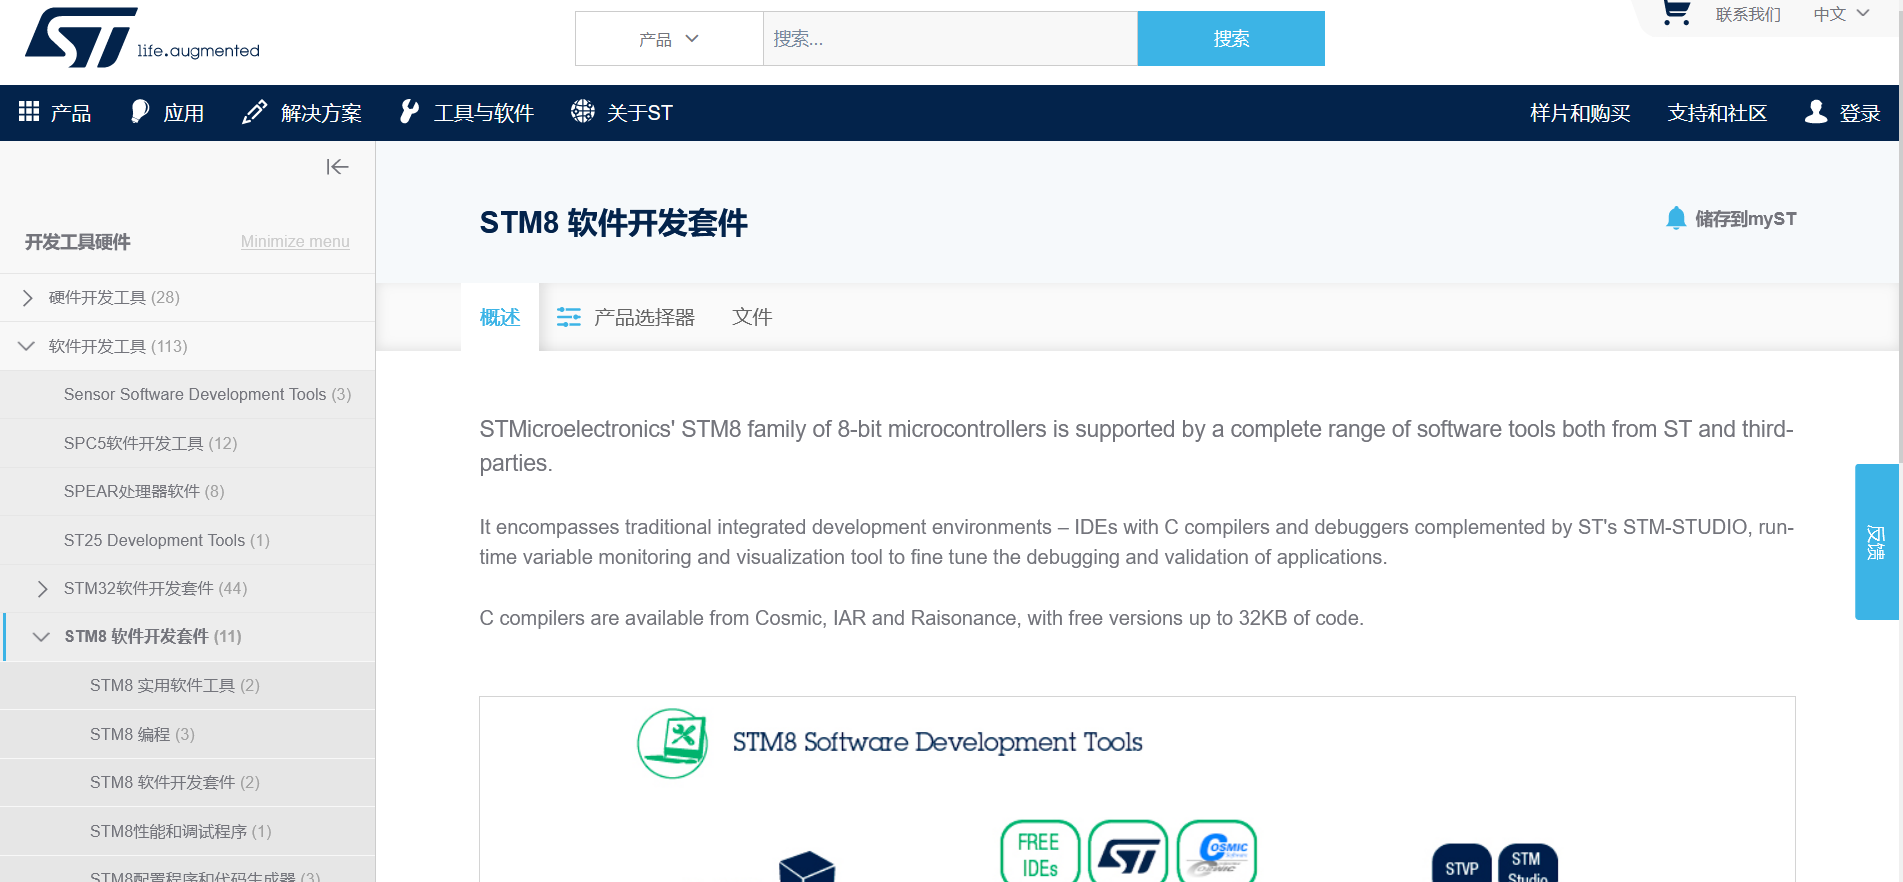 ST life.augmented
产品
搜索...
搜索
联系我们
中文
产品
应用
解决方案
工具与软件
关于ST
样片和购买
支持和社区
登录
开发工具硬件
Minimize menu
硬件开发工具 (28)
软件开发工具 (113)
Sensor Software Development Tools (3)
SPC5软件开发工具 (12)
SPEAR处理器软件 (8)
ST25 Development Tools (1)
STM32软件开发套件 (44)
STM8 软件开发套件 (11)
STM8 实用软件工具 (2)
STM8 编程 (3)
STM8 软件开发套件 (2)
STM8性能和调试程序 (1)
STM8配置程序和代码生成器 (3)
STM8 软件开发套件
储存到myST
概述
产品选择器
文件
STMicroelectronics' STM8 family of 8-bit microcontrollers is supported by a complete range of software tools both from ST and third-
parties.
It encompasses traditional integrated development environments – IDEs with C compilers and debuggers complemented by ST's STM-STUDIO, run-
time variable monitoring and visualization tool to fine tune the debugging and validation of applications.
C compilers are available from Cosmic, IAR and Raisonance, with free versions up to 32KB of code.
STM8 Software Development Tools
FREE
IDEs
ST
COSMIC
Software
STVP
STM
Studio
反馈